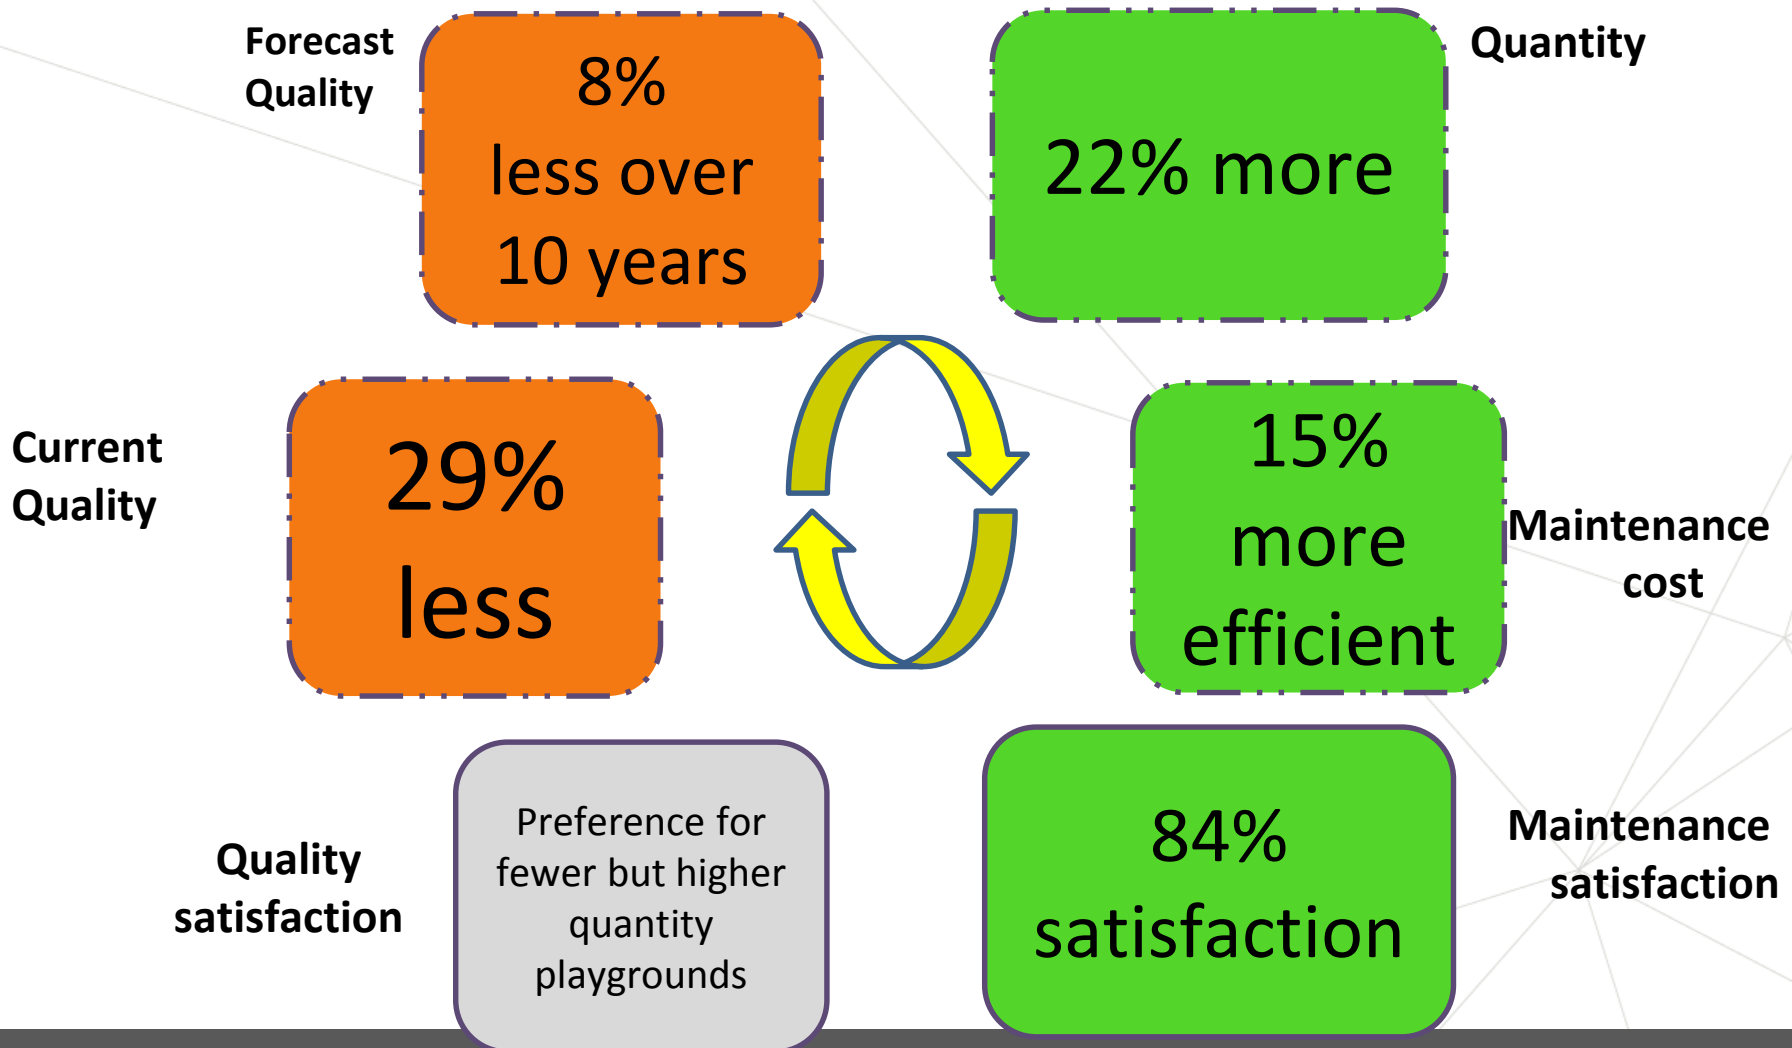 Forecast
Quality
8%
less over
10 years
22% more
Quantity
Current
Quality
29%
less
15%
more
efficient
Maintenance
cost
Quality
satisfaction
Preference for
fewer but higher
quantity
playgrounds
84%
satisfaction
Maintenance
satisfaction